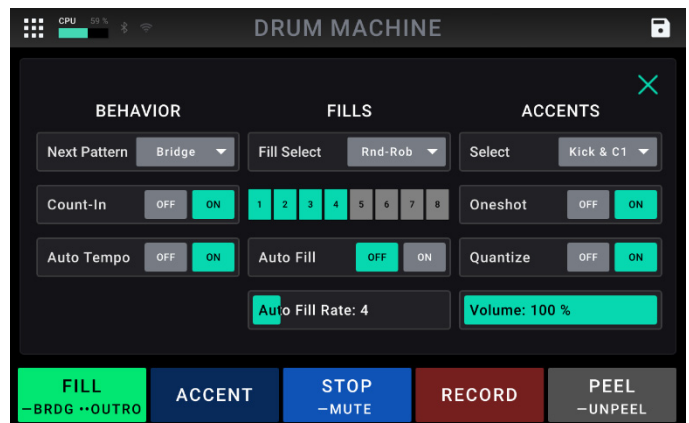 CPU 59 %
DRUM MACHINE
BEHAVIOR
FILLS
ACCENTS
Next Pattern Bridge
Fill Select Rnd-Rob
Select Kick & C1
Count-In OFF ON
1 2 3 4 5 6 7 8
Oneshot OFF ON
Auto Tempo OFF ON
Auto Fill OFF ON
Quantize OFF ON
Auto Fill Rate: 4
Volume: 100 %
FILL
—BRDG ••OUTRO
ACCENT
STOP
—MUTE
RECORD
PEEL
—UNPEEL